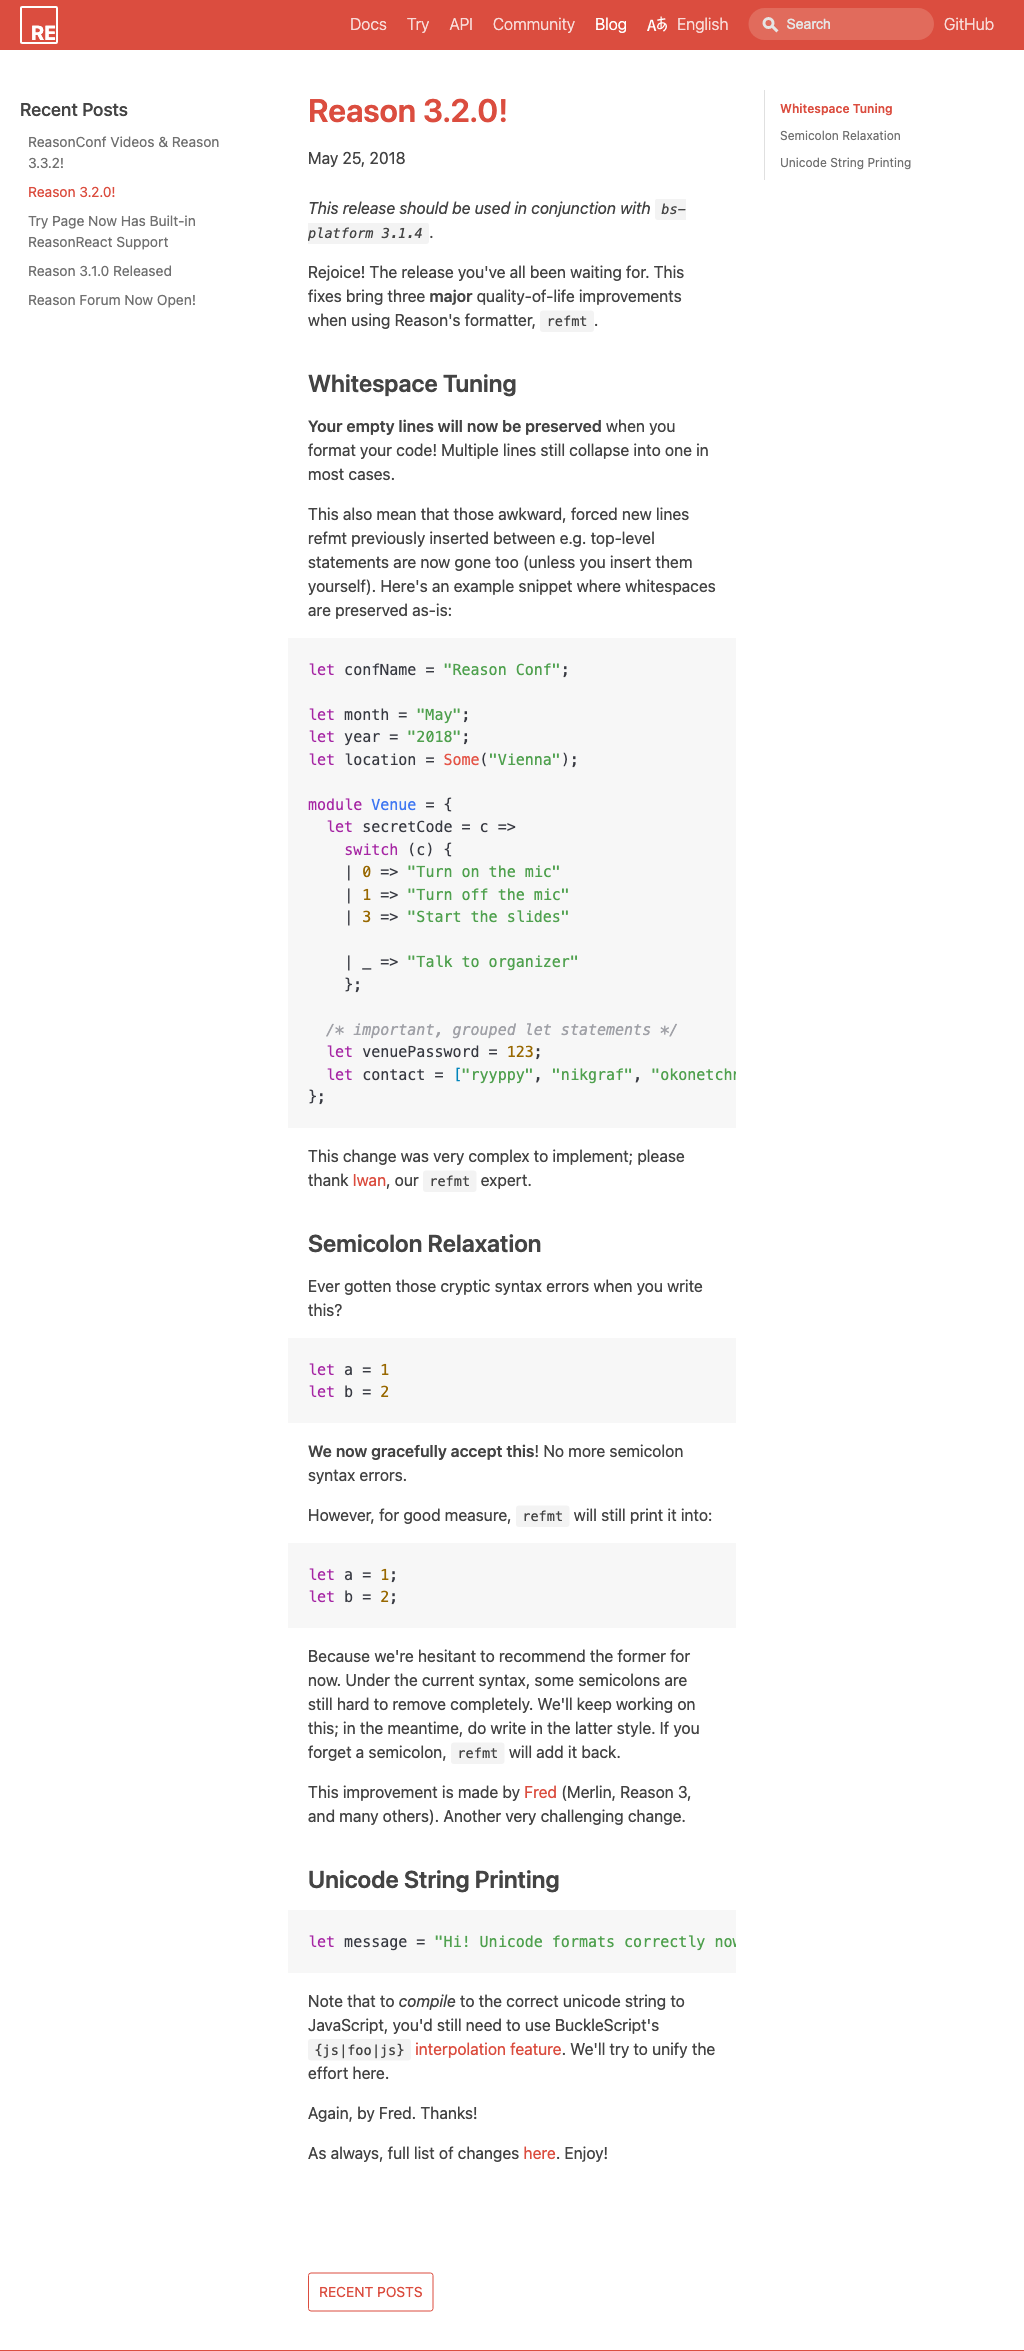 RE
Docs Try API Community Blog Aあ English Search GitHub
Recent Posts
ReasonConf Videos & Reason
3.3.2!
Reason 3.2.0!
Try Page Now Has Built-in
ReasonReact Support
Reason 3.1.0 Released
Reason Forum Now Open!
Reason 3.2.0!
May 25, 2018
This release should be used in conjunction with bs-
platform 3.1.4 .
Rejoice! The release you've all been waiting for. This
fixes bring three major quality-of-life improvements
when using Reason's formatter, refmt .
Whitespace Tuning
Your empty lines will now be preserved when you
format your code! Multiple lines still collapse into one in
most cases.
This also mean that those awkward, forced new lines
refmt previously inserted between e.g. top-level
statements are now gone too (unless you insert them
yourself). Here's an example snippet where whitespaces
are preserved as-is:
let confName = "Reason Conf";
let month = "May";
let year = "2018";
let location = Some("Vienna");
module Venue = {
  let secretCode = c =>
    switch (c) {
    | 0 => "Turn on the mic"
    | 1 => "Turn off the mic"
    | 3 => "Start the slides"
    | _ => "Talk to organizer"
    };
  /* important, grouped let statements */
  let venuePassword = 123;
  let contact = ["ryyppy", "nikgraf", "okonetch
};
This change was very complex to implement; please
thank Iwan, our refmt expert.
Semicolon Relaxation
Ever gotten those cryptic syntax errors when you write
this?
let a = 1
let b = 2
We now gracefully accept this! No more semicolon
syntax errors.
However, for good measure, refmt will still print it into:
let a = 1;
let b = 2;
Because we're hesitant to recommend the former for
now. Under the current syntax, some semicolons are
still hard to remove completely. We'll keep working on
this; in the meantime, do write in the latter style. If you
forget a semicolon, refmt will add it back.
This improvement is made by Fred (Merlin, Reason 3,
and many others). Another very challenging change.
Unicode String Printing
let message = "Hi! Unicode formats correctly now
Note that to compile to the correct unicode string to
JavaScript, you'd still need to use BuckleScript's
{js|foo|js} interpolation feature. We'll try to unify the
effort here.
Again, by Fred. Thanks!
As always, full list of changes here. Enjoy!
RECENT POSTS
Whitespace Tuning
Semicolon Relaxation
Unicode String Printing